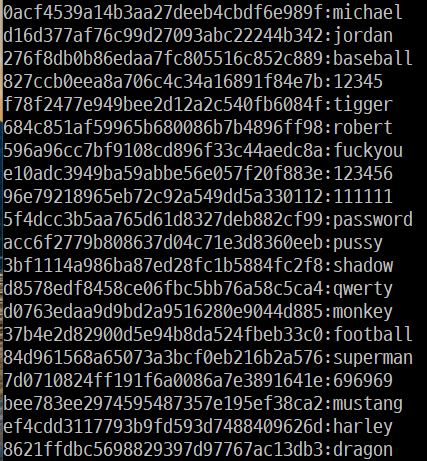 0acf4539a14b3aa27deeb4cbdf6e989f:michael
d16d377af76c99d27093abc22244b342:jordan
276f8db0b86edaa7fc805516c852c889:baseball
827ccb0eea8a706c4c34a16891f84e7b:12345
f78f2477e949bee2d12a2c540fb6084f:tigger
684c851af59965b680086b7b4896ff98:robert
596a96cc7bf9108cd896f33c44aedc8a:fuckyou
e10adc3949ba59abbe56e057f20f883e:123456
96e79218965eb72c92a549dd5a330112:111111
5f4dcc3b5aa765d61d8327deb882cf99:password
acc6f2779b808637d04c71e3d8360eeb:pussy
3bf1114a986ba87ed28fc1b5884fc2f8:shadow
d8578edf8458ce06fbc5bb76a58c5ca4:qwerty
d0763edaa9d9bd2a9516280e9044d885:monkey
37b4e2d82900d5e94b8da524fbeb33c0:football
84d961568a65073a3bcf0eb216b2a576:superman
7d0710824ff191f6a0086a7e3891641e:696969
bee783ee2974595487357e195ef38ca2:mustang
ef4cdd3117793b9fd593d7488409626d:harley
8621ffdbc5698829397d97767ac13db3:dragon